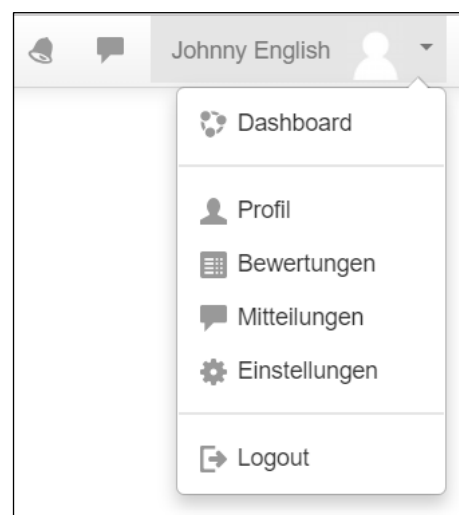 Johnny English
Dashboard
Profil
Bewertungen
Mitteilungen
Einstellungen
Logout